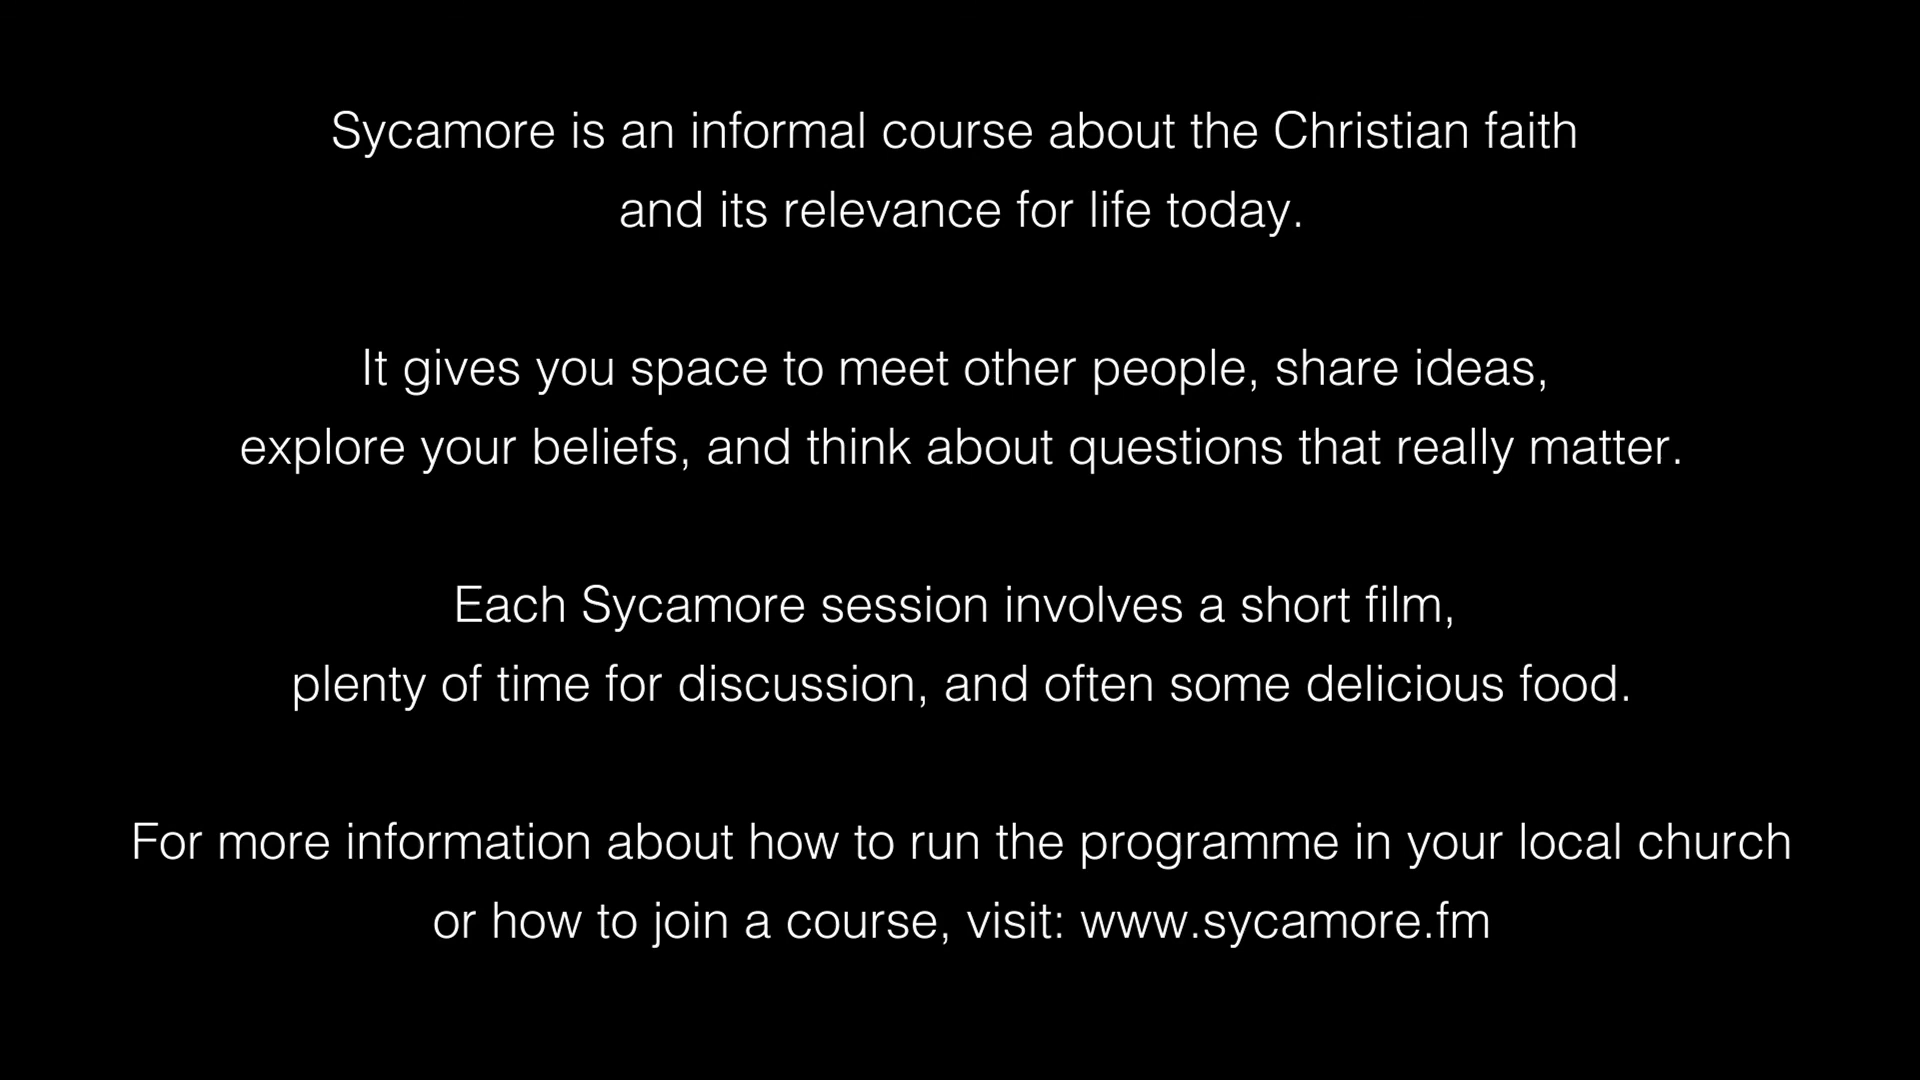 Sycamore is an informal course about the Christian faith
and its relevance for life today.
It gives you space to meet other people, share ideas,
explore your beliefs, and think about questions that really matter.
Each Sycamore session involves a short film,
plenty of time for discussion, and often some delicious food.
For more information about how to run the programme in your local church
or how to join a course, visit: www.sycamore.fm